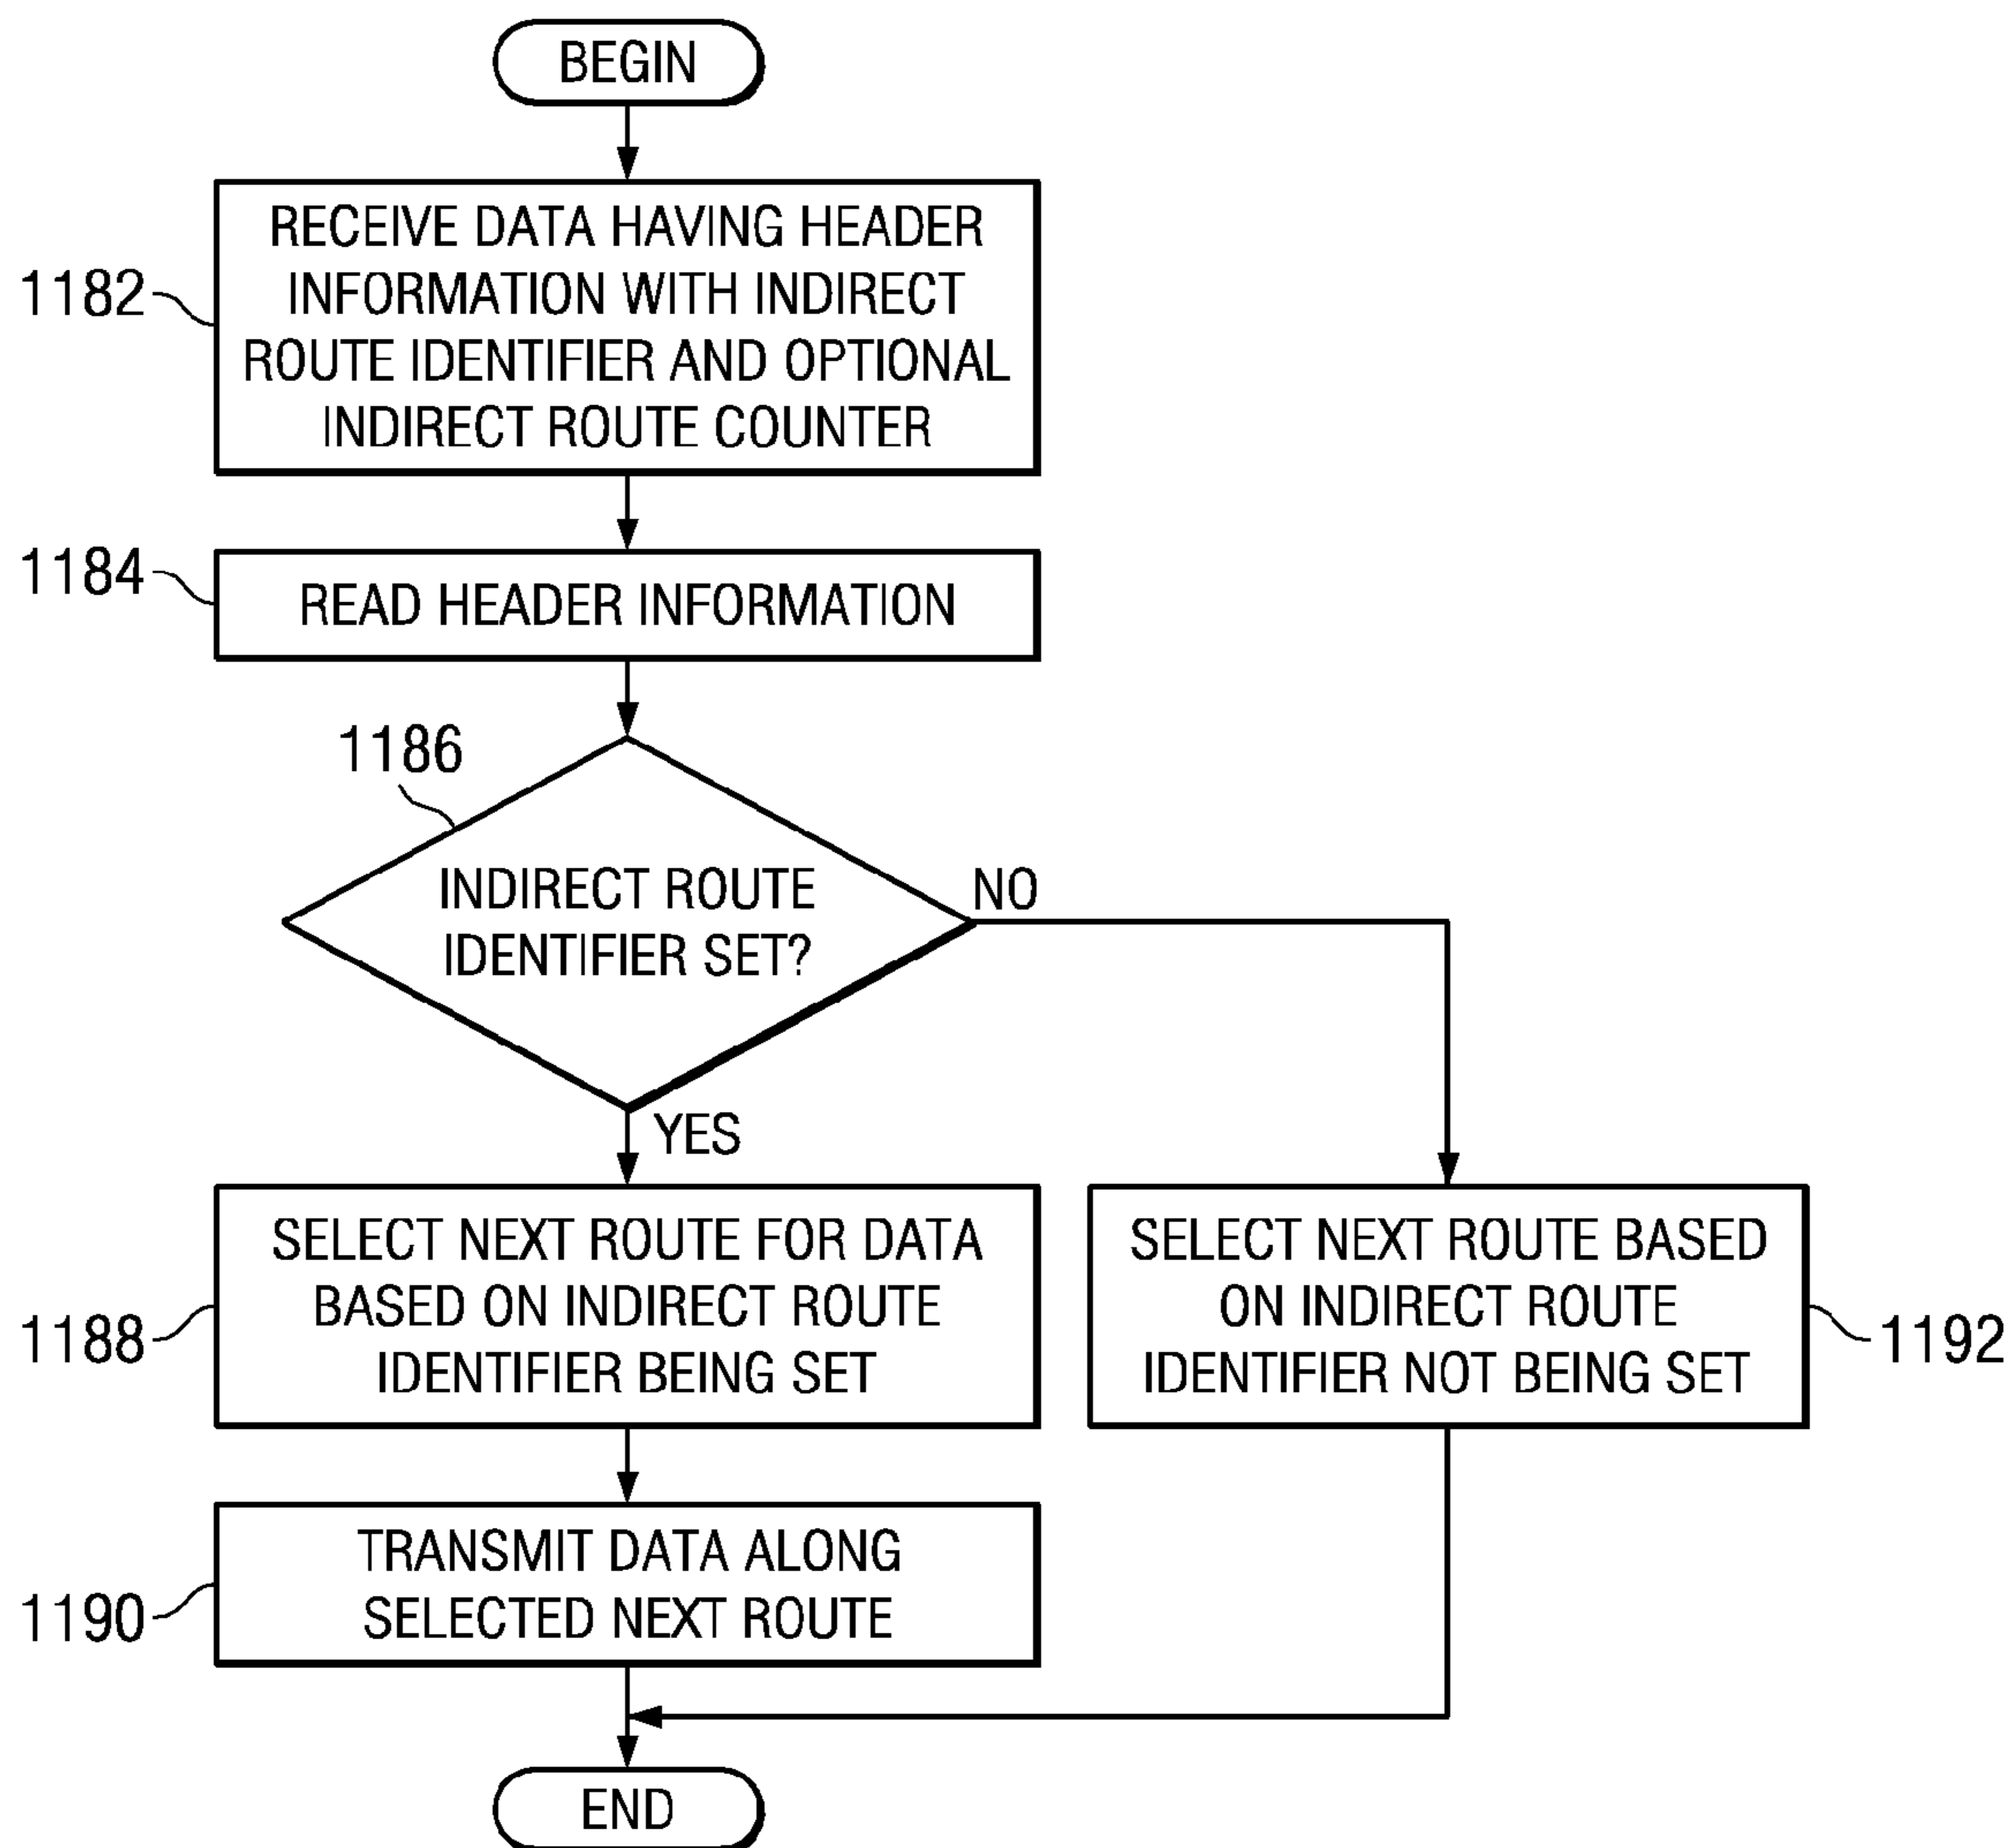 BEGIN
1182
RECEIVE DATA HAVING HEADER
INFORMATION WITH INDIRECT
ROUTE IDENTIFIER AND OPTIONAL
INDIRECT ROUTE COUNTER
1184
READ HEADER INFORMATION
1186
INDIRECT ROUTE
IDENTIFIER SET?
NO
YES
1188
SELECT NEXT ROUTE FOR DATA
BASED ON INDIRECT ROUTE
IDENTIFIER BEING SET
SELECT NEXT ROUTE BASED
ON INDIRECT ROUTE
IDENTIFIER NOT BEING SET
1192
1190
TRANSMIT DATA ALONG
SELECTED NEXT ROUTE
END